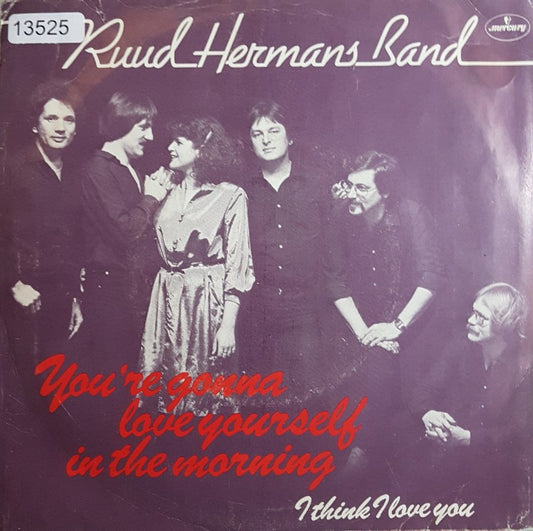 13525
Ruud Hermans Band
mercury
You're gonna
love yourself
in the morning
I think I love you